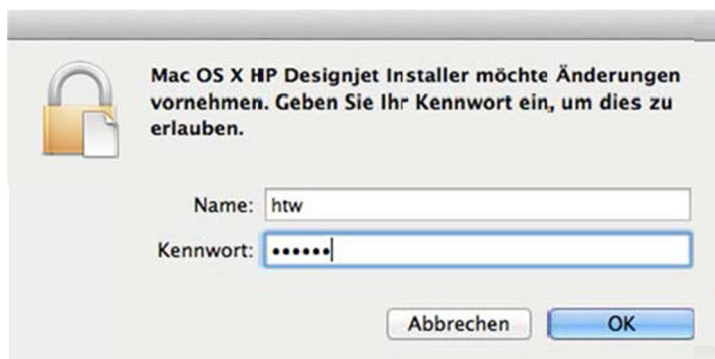 Mac OS X HP Designjet Installer möchte Änderungen
vornehmen. Geben Sie Ihr Kennwort ein, um dies zu
erlauben.
Name: htw
Kennwort: ••••••
Abbrechen OK